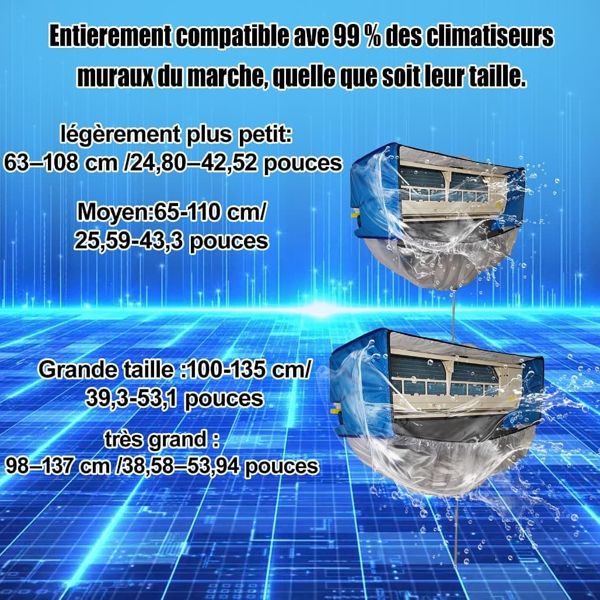 Entierement compatible ave 99 % des climatiseurs
muraux du marche, quelle que soit leur taille.
légèrement plus petit:
63–108 cm /24,80–42,52 pouces
Moyen:65-110 cm/
25,59-43,3 pouces
Grande taille :100-135 cm/
39,3-53,1 pouces
très grand :
98–137 cm /38,58–53,94 pouces